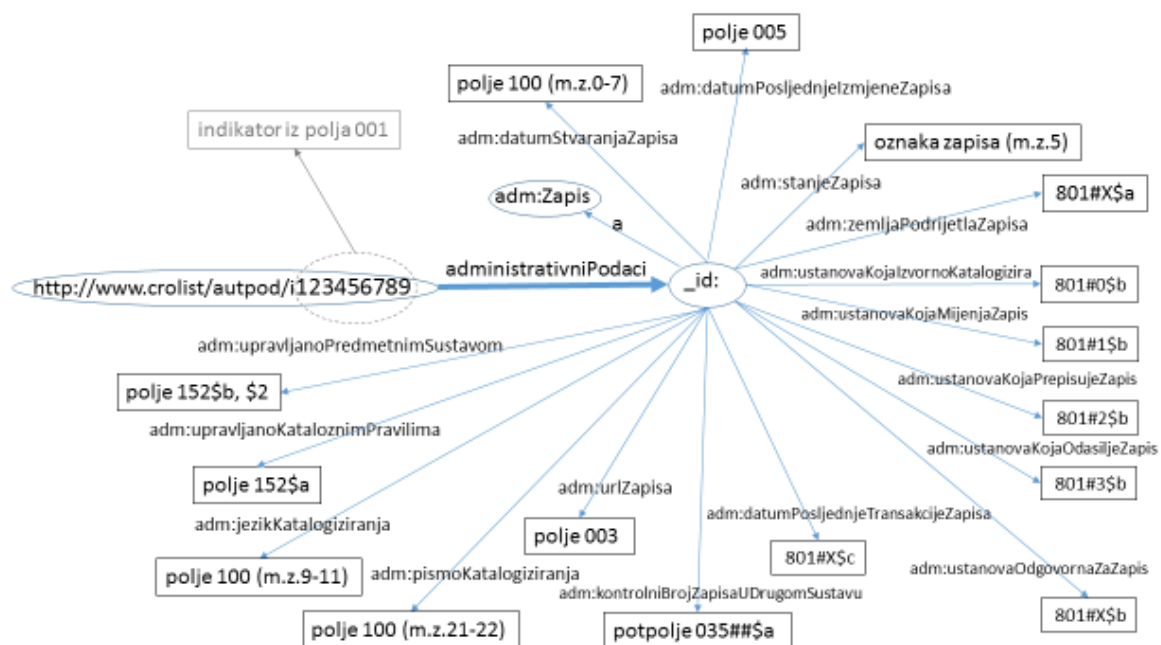 polje 005
polje 100 (m.z.0-7)
adm:datumPosljednjeIzmjeneZapisa
indikator iz polja 001
adm:datumStvaranjaZapisa
oznaka zapisa (m.z.5)
adm:stanjeZapisa
adm:Zapis
801#X$a
a
adm:zemljaPodrijetlaZapisa
administrativniPodaci
adm:ustanovaKojaIzvornoKatalogizira
http://www.crolist/autpod/i123456789
_id:
801#0$b
adm:ustanovaKojaMijenjaZapis
adm:upravljanoPredmetnimSustavom
801#1$b
polje 152$b, $2
adm:ustanovaKojaPrepisujeZapis
801#2$b
adm:upravljanoKataloznimPravilima
adm:ustanovaKojaOdasiljeZapis
polje 152$a
adm:urlZapisa
801#3$b
adm:jezikKatalogiziranja
polje 003
adm:datumPosljednjeTransakcijeZapisa
801#X$c
polje 100 (m.z.9-11)
adm:pismoKatalogiziranja
adm:ustanovaOdgovornaZaZapis
adm:kontrolniBrojZapisaUDrugomSustavu
801#X$b
polje 100 (m.z.21-22)
potpolje 035##$a